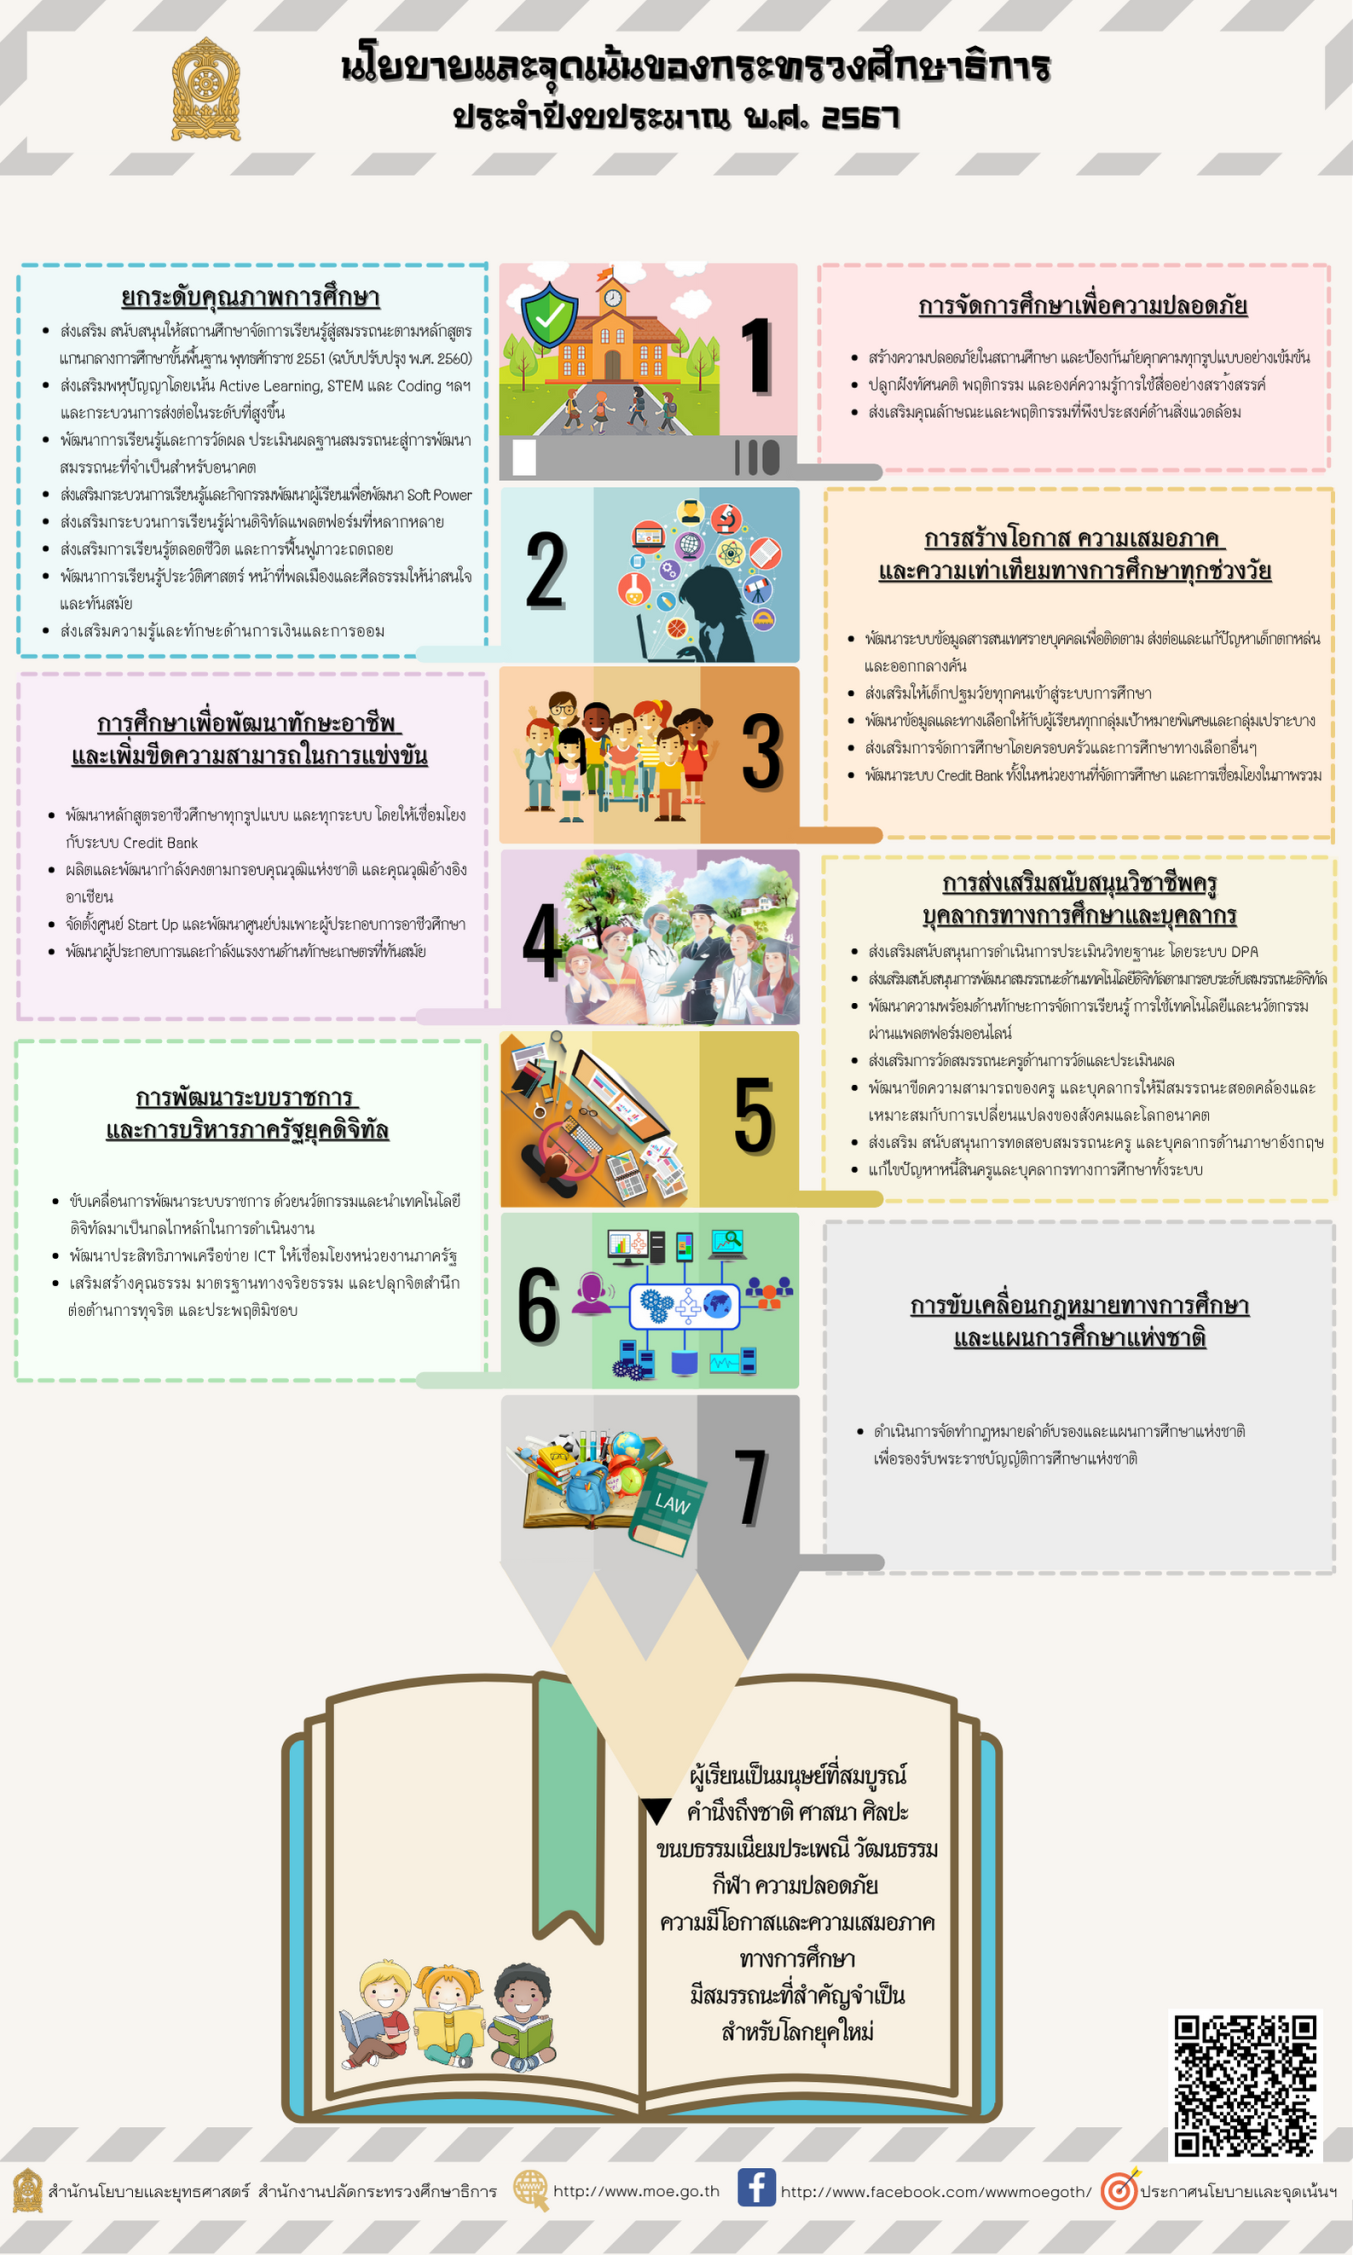 นโยบายและจุดเน้นของกระทรวงศึกษาธิการ
ประจำปีงบประมาณ พ.ศ. 2567
1
การจัดการศึกษาเพื่อความปลอดภัย
สร้างความปลอดภัยในสถานศึกษา และป้องกันภัยคุกคามทุกรูปแบบอย่างเข้มข้น
ปลูกฝังทัศนคติ พฤติกรรม และองค์ความรู้การใช้สื่ออย่างสร้างสรรค์
ส่งเสริมคุณลักษณะและพฤติกรรมที่พึงประสงค์ด้านสิ่งแวดล้อม
ยกระดับคุณภาพการศึกษา
ส่งเสริม สนับสนุนให้สถานศึกษาจัดการเรียนรู้สู่สมรรถนะตามหลักสูตร
แกนกลางการศึกษาขั้นพื้นฐาน พุทธศักราช 2551 (ฉบับปรับปรุง พ.ศ. 2560)
ส่งเสริมพหุปัญญาโดยเน้น Active Learning, STEM และ Coding ฯลฯ
และกระบวนการส่งต่อในระดับที่สูงขึ้น
พัฒนาการเรียนรู้และการวัดผล ประเมินผลฐานสมรรถนะสู่การพัฒนา
สมรรถนะที่จำเป็นสำหรับอนาคต
ส่งเสริมกระบวนการเรียนรู้และกิจกรรมพัฒนาผู้เรียนเพื่อพัฒนา Soft Power
ส่งเสริมกระบวนการเรียนรู้ผ่านดิจิทัลแพลตฟอร์มที่หลากหลาย
ส่งเสริมการเรียนรู้ตลอดชีวิต และการฟื้นฟูภาวะถดถอย
พัฒนาการเรียนรู้ประวัติศาสตร์ หน้าที่พลเมืองและศีลธรรมให้น่าสนใจ
และทันสมัย
ส่งเสริมความรู้และทักษะด้านการเงินและการออม
2
การสร้างโอกาส ความเสมอภาค
และความเท่าเทียมทางการศึกษาทุกช่วงวัย
พัฒนาระบบข้อมูลสารสนเทศรายบุคคลเพื่อติดตาม ส่งต่อและแก้ปัญหาเด็กตกหล่น
และออกกลางคัน
ส่งเสริมให้เด็กปฐมวัยทุกคนเข้าสู่ระบบการศึกษา
พัฒนาข้อมูลและทางเลือกให้กับผู้เรียนทุกกลุ่มเป้าหมายพิเศษและกลุ่มเปราะบาง
ส่งเสริมการจัดการศึกษาโดยครอบครัวและการศึกษาทางเลือกอื่นๆ
พัฒนาระบบ Credit Bank ทั้งในหน่วยงานที่จัดการศึกษา และการเชื่อมโยงในภาพรวม
3
การศึกษาเพื่อพัฒนาทักษะอาชีพ
และเพิ่มขีดความสามารถในการแข่งขัน
พัฒนาหลักสูตรอาชีวศึกษาทุกรูปแบบ และทุกระบบ โดยให้เชื่อมโยง
กับระบบ Credit Bank
ผลิตและพัฒนากำลังคงตามกรอบคุณวุฒิแห่งชาติ และคุณวุฒิอ้างอิง
อาเซียน
จัดตั้งศูนย์ Start Up และพัฒนาศูนย์บ่มเพาะผู้ประกอบการอาชีวศึกษา
พัฒนาผู้ประกอบการและกำลังแรงงานด้านทักษะเกษตรที่ทันสมัย
4
การส่งเสริมสนับสนุนวิชาชีพครู
บุคลากรทางการศึกษาและบุคลากร
ส่งเสริมสนับสนุนการดำเนินการประเมินวิทยฐานะ โดยระบบ DPA
ส่งเสริมสนับสนุนการพัฒนาสมรรถนะด้านเทคโนโลยีดิจิทัลตามกรอบระดับสมรรถนะดิจิทัล
พัฒนาความพร้อมด้านทักษะการจัดการเรียนรู้ การใช้เทคโนโลยีและนวัตกรรม
ผ่านแพลตฟอร์มออนไลน์
ส่งเสริมการวัดสมรรถนะครูด้านการวัดและประเมินผล
พัฒนาขีดความสามารถของครู และบุคลากรให้มีสมรรถนะสอดคล้องและ
เหมาะสมกับการเปลี่ยนแปลงของสังคมและโลกอนาคต
ส่งเสริม สนับสนุนการทดสอบสมรรถนะครู และบุคลากรด้านภาษาอังกฤษ
แก้ไขปัญหาหนี้สินครูและบุคลากรทางการศึกษาทั้งระบบ
5
การพัฒนาระบบราชการ
และการบริหารภาครัฐยุคดิจิทัล
ขับเคลื่อนการพัฒนาระบบราชการ ด้วยนวัตกรรมและนำเทคโนโลยี
ดิจิทัลมาเป็นกลไกหลักในการดำเนินงาน
พัฒนาประสิทธิภาพเครือข่าย ICT ให้เชื่อมโยงหน่วยงานภาครัฐ
เสริมสร้างคุณธรรม มาตรฐานทางจริยธรรม และปลุกจิตสำนึก
ต่อต้านการทุจริต และประพฤติมิชอบ
6
การขับเคลื่อนกฎหมายทางการศึกษา
และแผนการศึกษาแห่งชาติ
ดำเนินการจัดทำกฎหมายลำดับรองและแผนการศึกษาแห่งชาติ
เพื่อรองรับพระราชบัญญัติการศึกษาแห่งชาติ
7
LAW
ผู้เรียนเป็นมนุษย์ที่สมบูรณ์
คำนึงถึงชาติ ศาสนา ศิลปะ
ขนบธรรมเนียมประเพณี วัฒนธรรม
กีฬา ความปลอดภัย
ความมีโอกาสและความเสมอภาค
ทางการศึกษา
มีสมรรถนะที่สำคัญจำเป็น
สำหรับโลกยุคใหม่
สำนักนโยบายและยุทธศาสตร์ สำนักงานปลัดกระทรวงศึกษาธิการ
http://www.moe.go.th
http://www.facebook.com/wwwmoegoth/
ประกาศนโยบายและจุดเน้นฯ